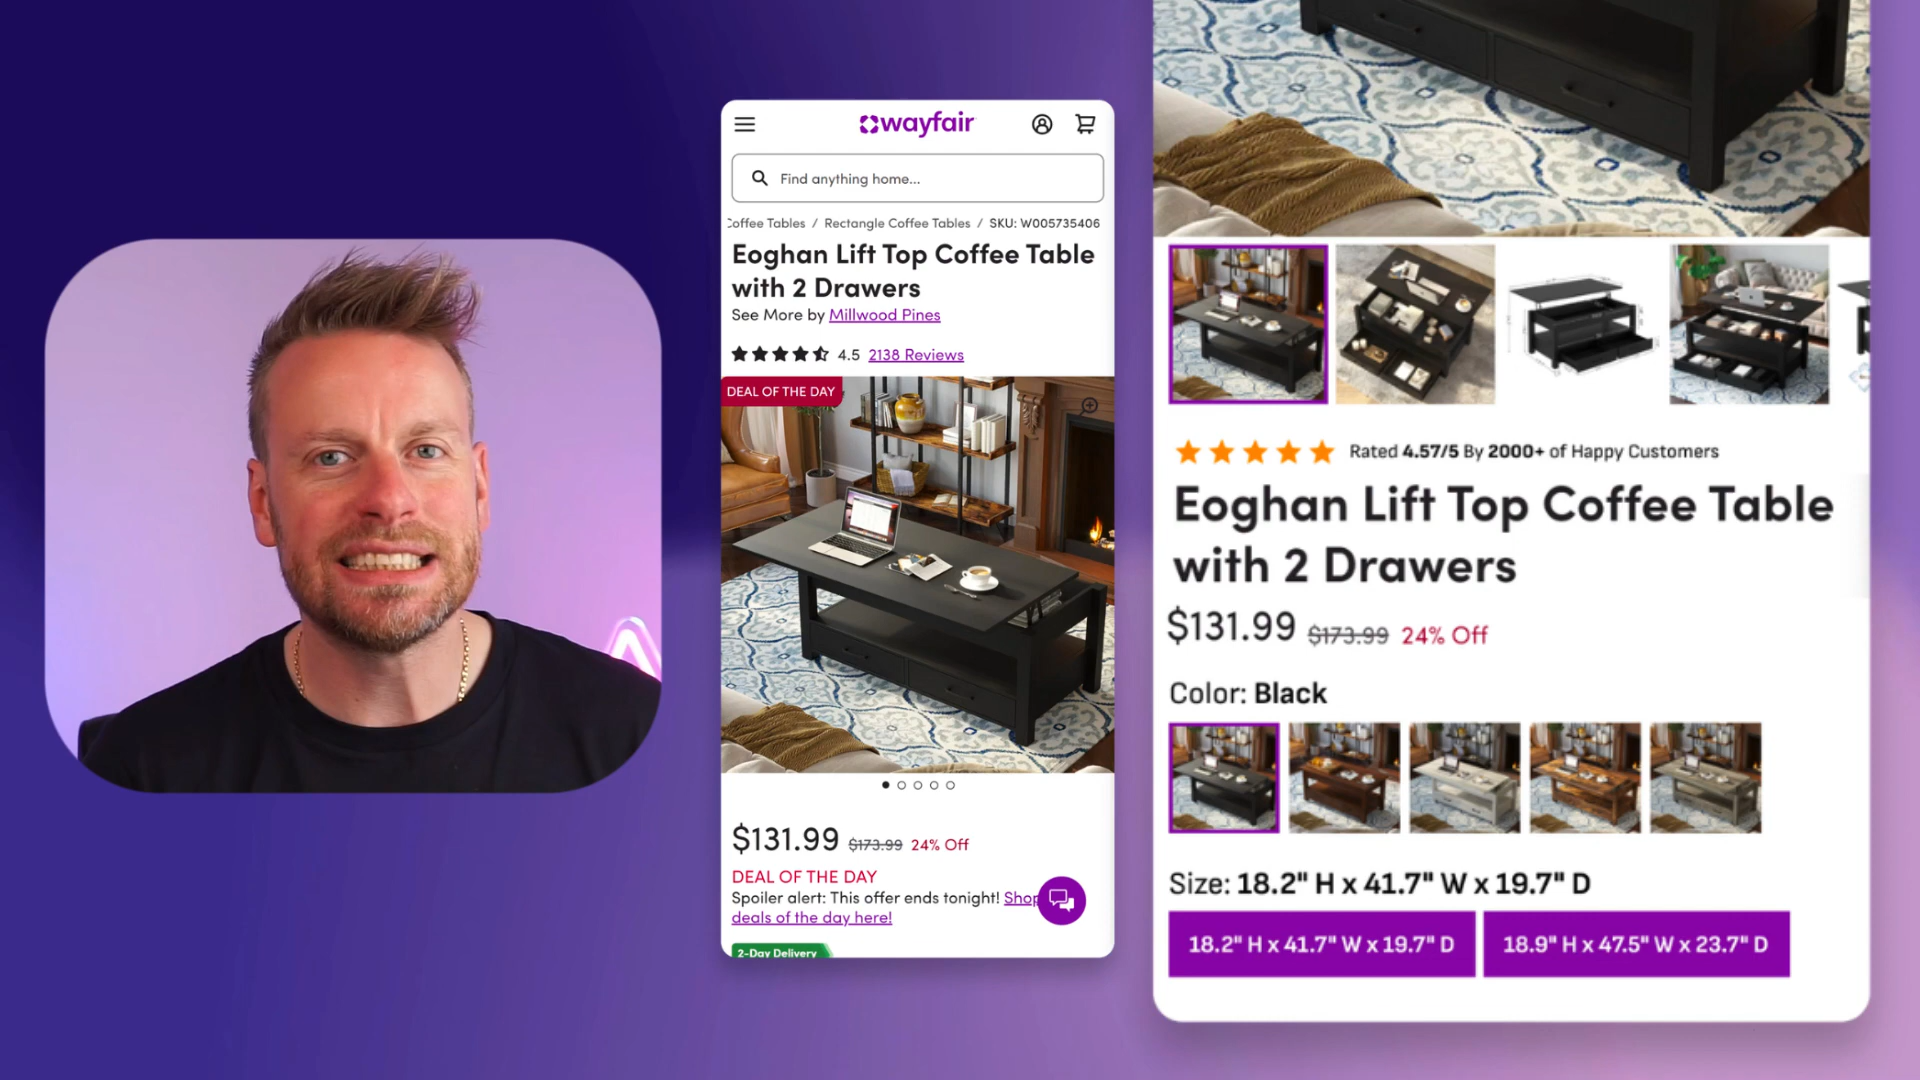 wayfair
Find anything home...
Coffee Tables / Rectangle Coffee Tables / SKU: W005735406
Eoghan Lift Top Coffee Table
with 2 Drawers
See More by Millwood Pines
4.5 2138 Reviews
DEAL OF THE DAY
$131.99 $173.99 24% Off
DEAL OF THE DAY
Spoiler alert: This offer ends tonight! Shop
deals of the day here!
2-Day Delivery
Rated 4.57/5 By 2000+ of Happy Customers
Eoghan Lift Top Coffee Table
with 2 Drawers
$131.99 $173.99 24% Off
Color: Black
Size: 18.2" H x 41.7" W x 19.7" D
18.2" H x 41.7" W x 19.7" D
18.9" H x 47.5" W x 23.7" D